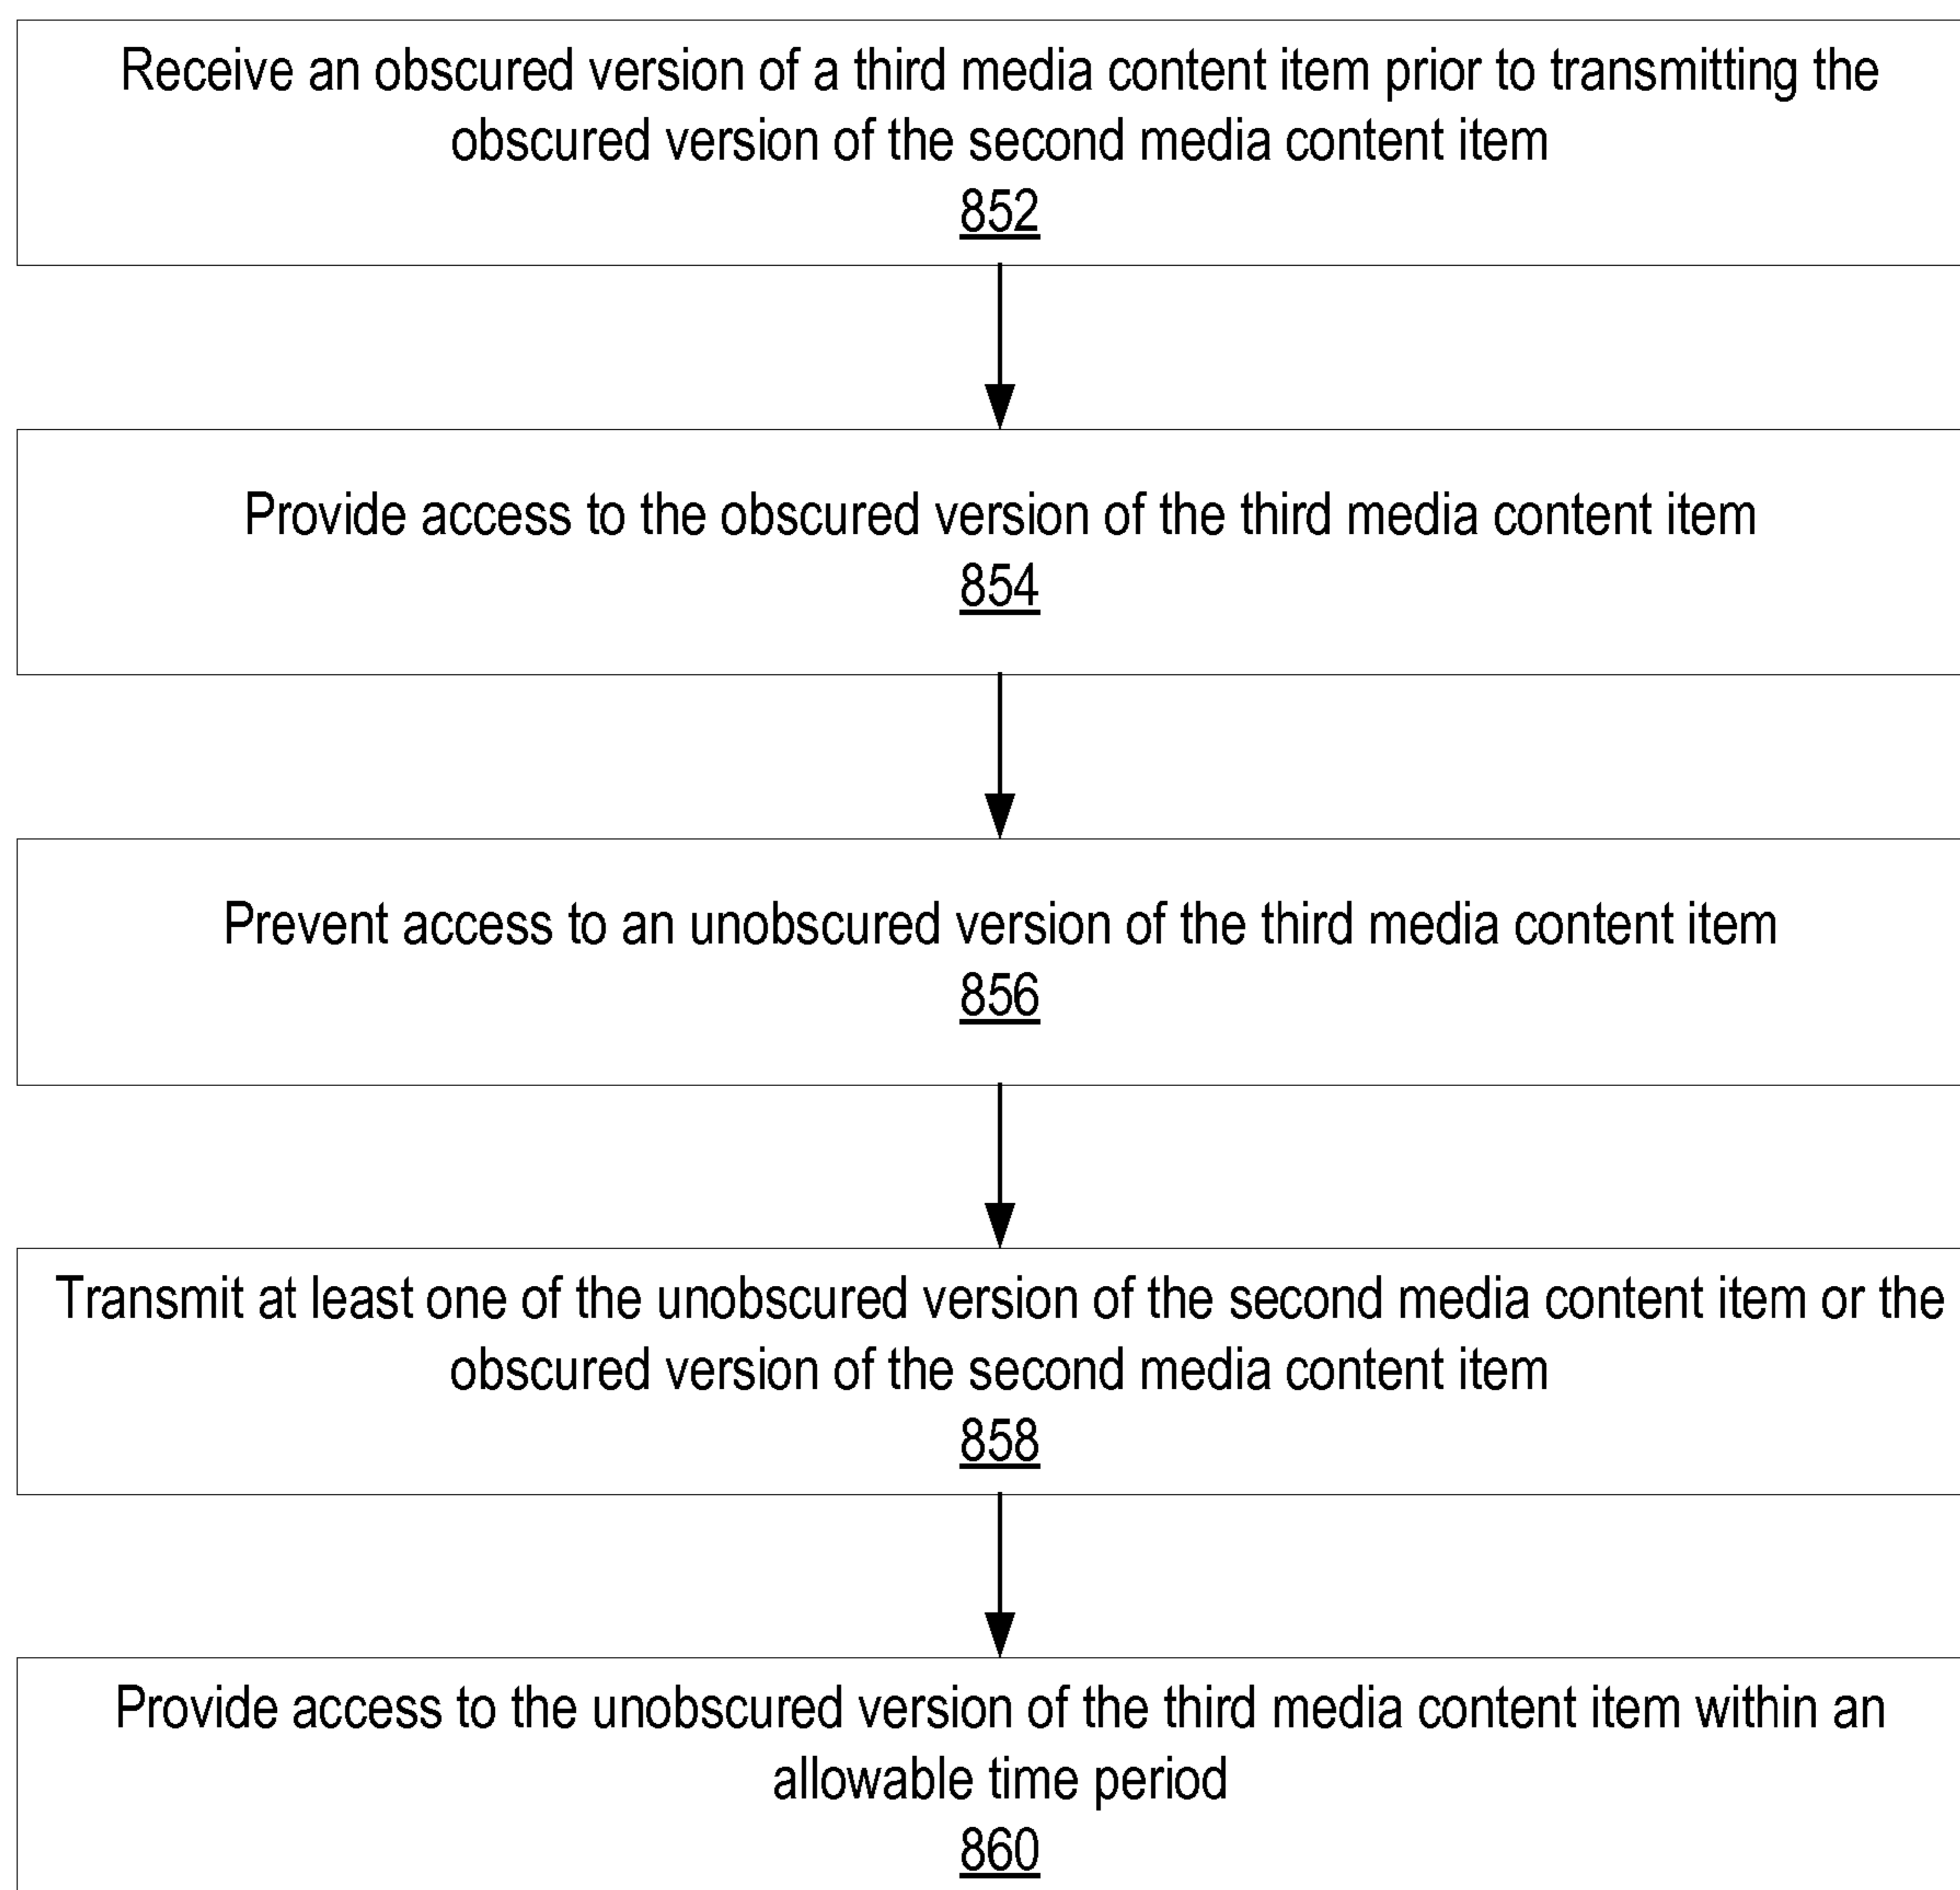 Receive an obscured version of a third media content item prior to transmitting the
obscured version of the second media content item
852
Provide access to the obscured version of the third media content item
854
Prevent access to an unobscured version of the third media content item
856
Transmit at least one of the unobscured version of the second media content item or the
obscured version of the second media content item
858
Provide access to the unobscured version of the third media content item within an
allowable time period
860